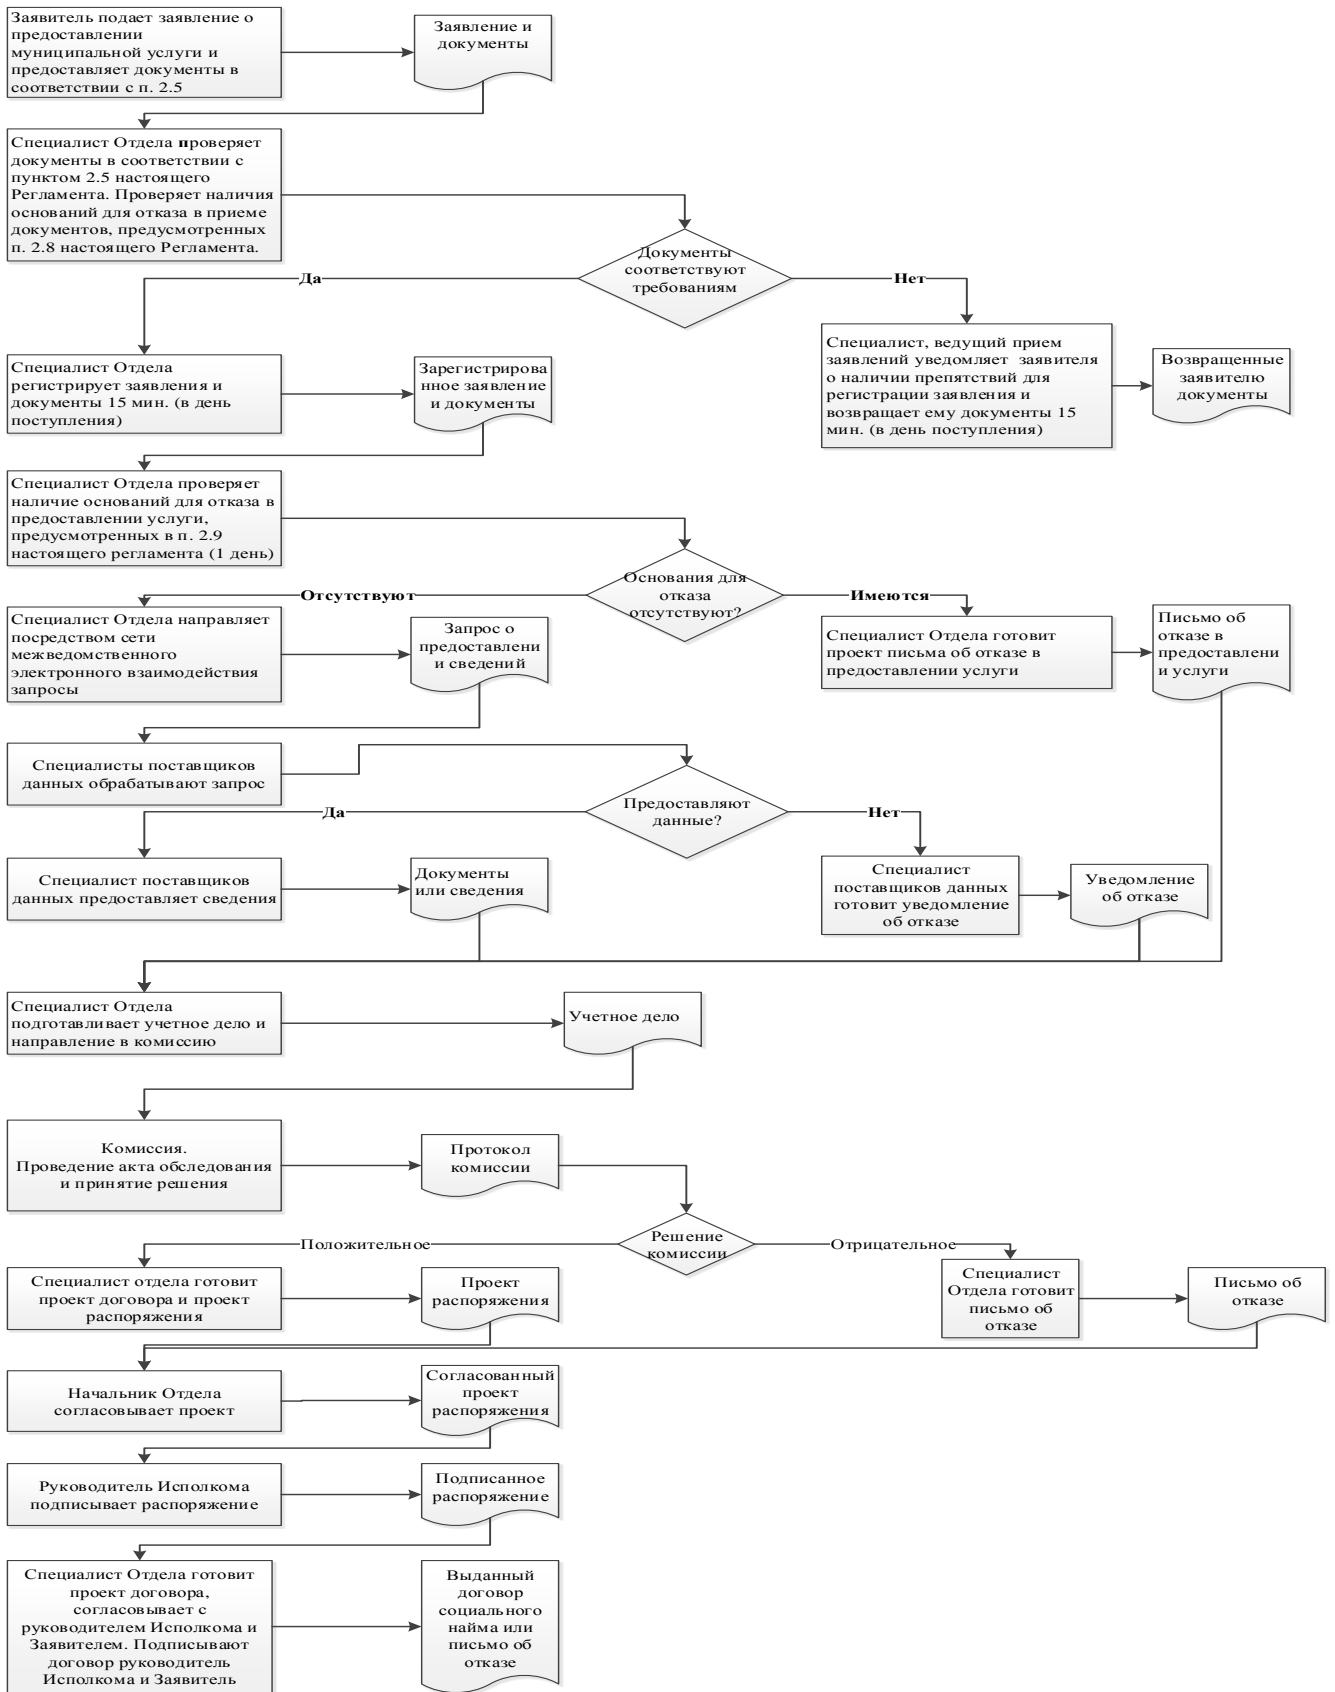 Заявитель подает заявление о
предоставлении
муниципальной услуги и
предоставляет документы в
соответствии с п. 2.5
Заявление и
документы
Специалист Отдела проверяет
документы в соответствии с
пунктом 2.5 настоящего
Регламента. Проверяет наличия
оснований для отказа в приеме
документов, предусмотренных
п. 2.8 настоящего Регламента.
Документы
соответствуют
требованиям
Да
Нет
Специалист Отдела
регистрирует заявления и
документы 15 мин. (в день
поступления)
Зарегистрирова
нное заявление
и документы
Специалист, ведущий прием
заявлений уведомляет заявителя
о наличии препятствий для
регистрации заявления и
возвращает ему документы 15
мин. (в день поступления)
Возвращенные
заявителю
документы
Специалист Отдела проверяет
наличие оснований для отказа в
предоставлении услуги,
предусмотренных в п. 2.9
настоящего регламента (1 день)
Основания для
отказа
отсутствуют?
Отсутствуют
Имеются
Специалист Отдела направляет
посредством сети
межведомственного
электронного взаимодействия
запросы
Запрос о
предоставлени
и сведений
Специалист Отдела готовит
проект письма об отказе в
предоставлении услуги
Письмо об
отказе в
предоставлени
и услуги
Специалисты поставщиков
данных обрабатывают запрос
Предоставляют
данные?
Да
Нет
Специалист поставщиков
данных предоставляет сведения
Документы
или сведения
Специалист
поставщиков данных
готовит уведомление
об отказе
Уведомление
об отказе
Специалист Отдела
подготавливает учетное дело и
направление в комиссию
Учетное дело
Комиссия.
Проведение акта обследования
и принятие решения
Протокол
комиссии
Решение
комиссии
Положительное
Отрицательное
Специалист отдела готовит
проект договора и проект
распоряжения
Проект
распоряжения
Специалист
Отдела готовит
письмо об
отказе
Письмо об
отказе
Начальник Отдела
согласовывает проект
Согласованный
проект
распоряжения
Руководитель Исполкома
подписывает распоряжение
Подписанное
распоряжение
Специалист Отдела готовит
проект договора,
согласовывает с
руководителем Исполкома и
Заявителем. Подписывают
договор руководитель
Исполкома и Заявитель
Выданный
договор
социального
найма или
письмо об
отказе